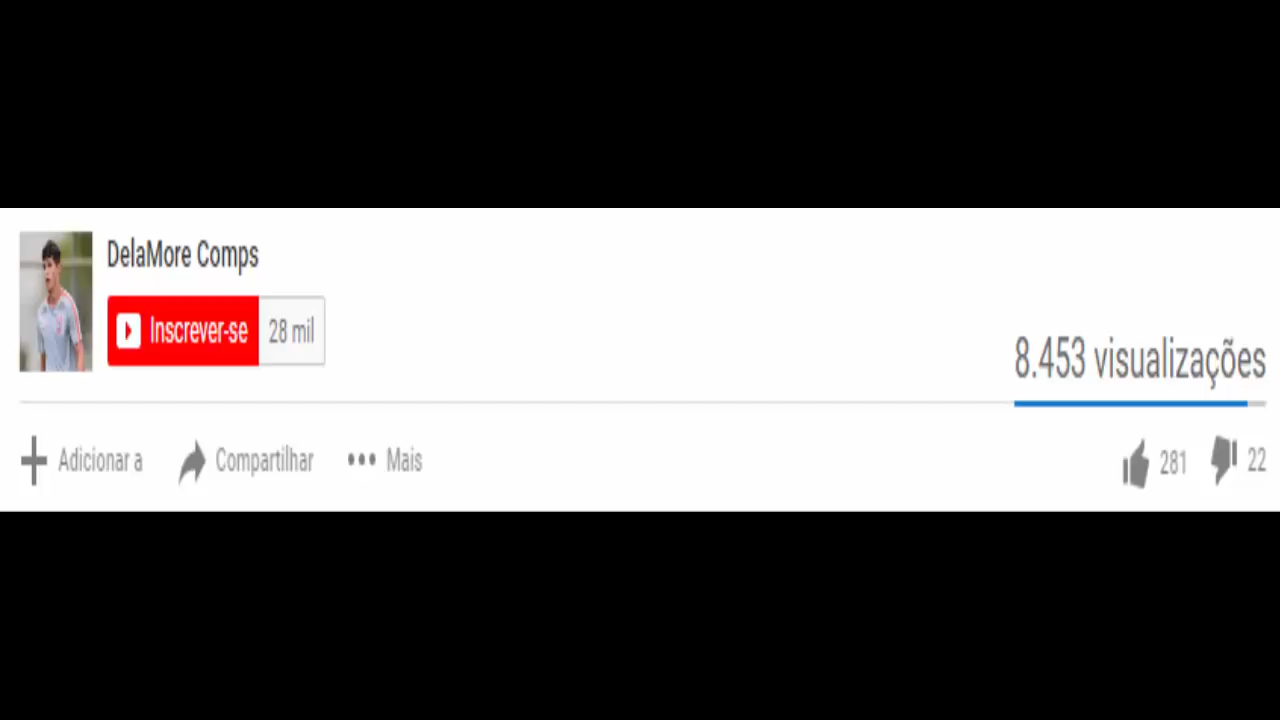 DelaMore Comps
Inscrever-se 28 mil
8.453 visualizações
Adicionar a Compartilhar Mais 281 22